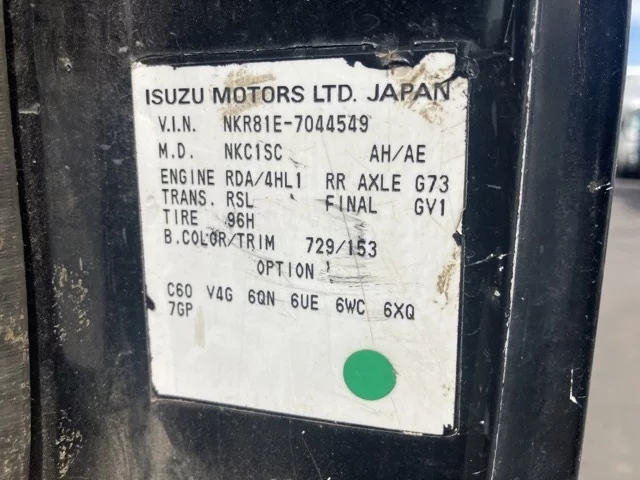 ISUZU MOTORS LTD. JAPAN
V.I.N. NKR81E-7044549
M.D. NKC1SC AH/AE
ENGINE RDA/4HL1 RR AXLE G73
TRANS. RSL FINAL GV1
TIRE 96H
B.COLOR/TRIM 729/153
OPTION
C60 V4G 6QN 6UE 6WC 6XQ
7GP